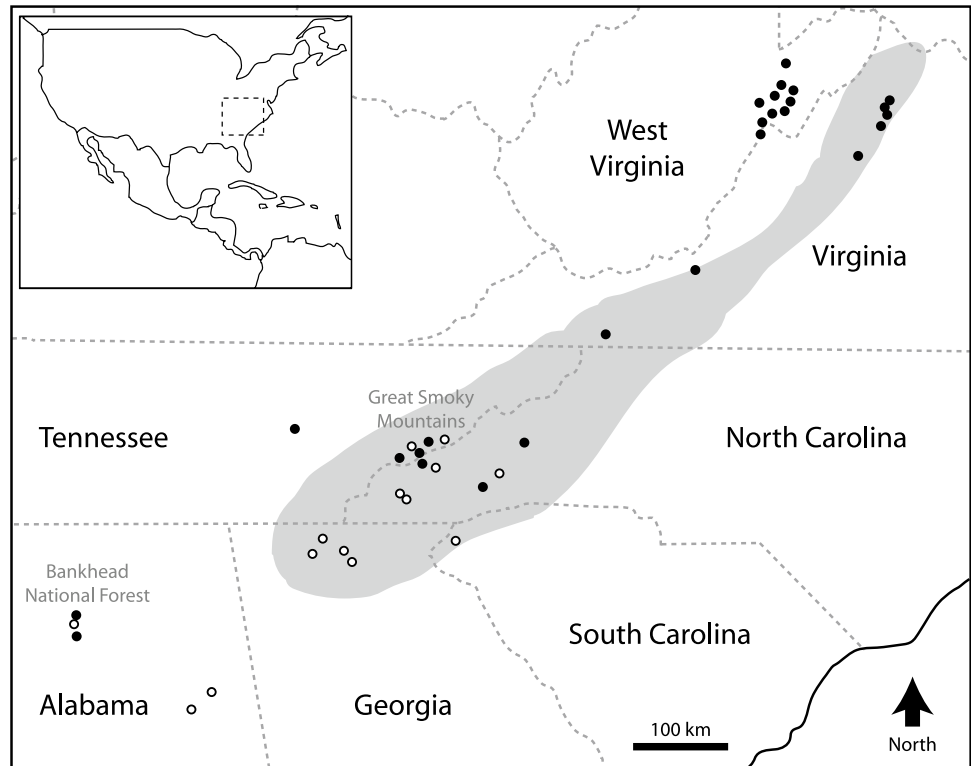 West
Virginia
Virginia
Great Smoky
Mountains
Tennessee
North Carolina
Bankhead
National Forest
South Carolina
Alabama
Georgia
100 km
North